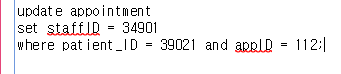 update appointment
set staffID = 34901
where patient_ID = 39021 and appID = 112;